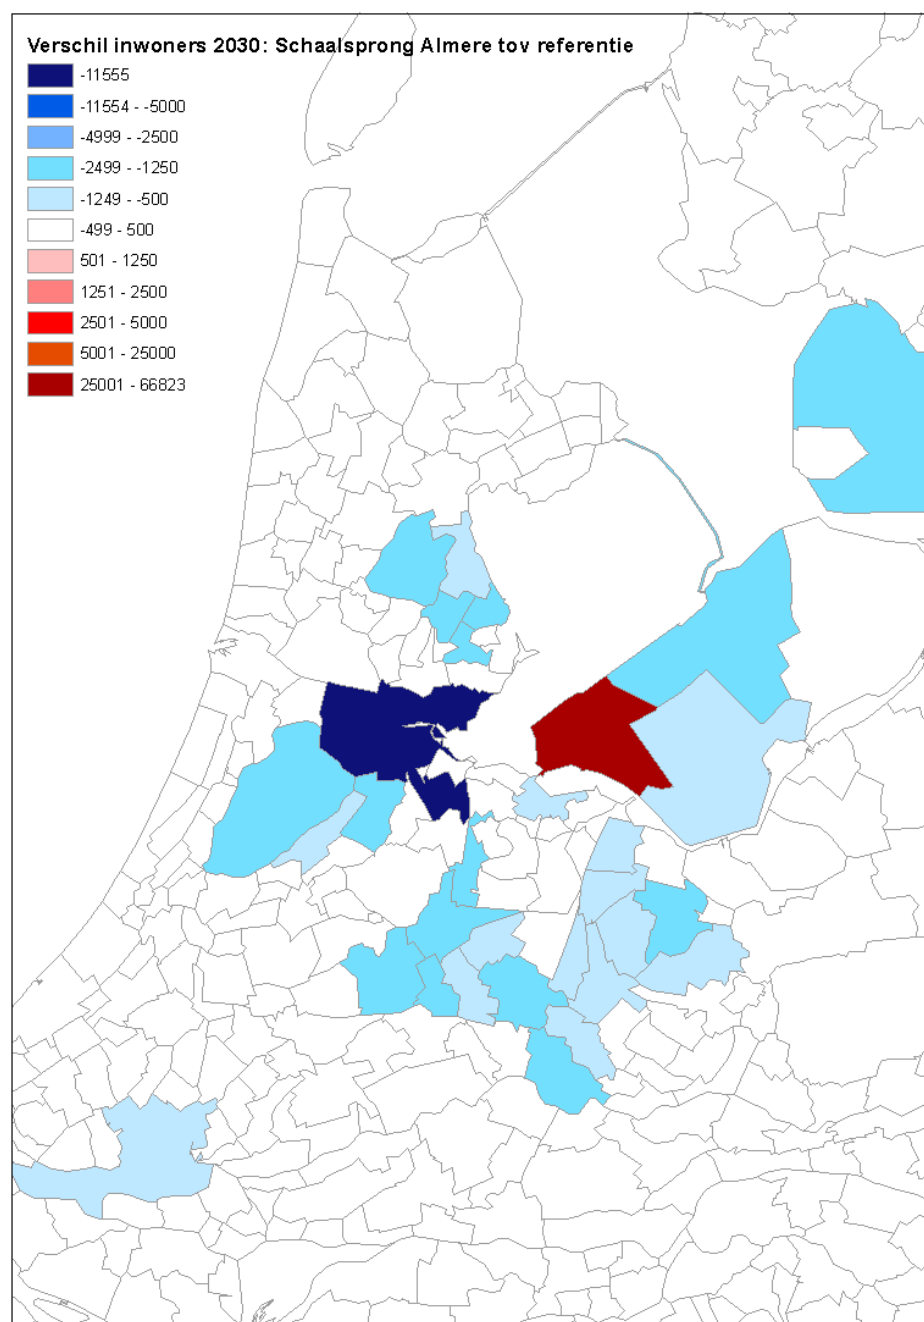 Verschil inwoners 2030: Schaalsprong Almere tov referentie
-11555
-11554 - -5000
-4999 - -2500
-2499 - -1250
-1249 - -500
-499 - 500
501 - 1250
1251 - 2500
2501 - 5000
5001 - 25000
25001 - 66823